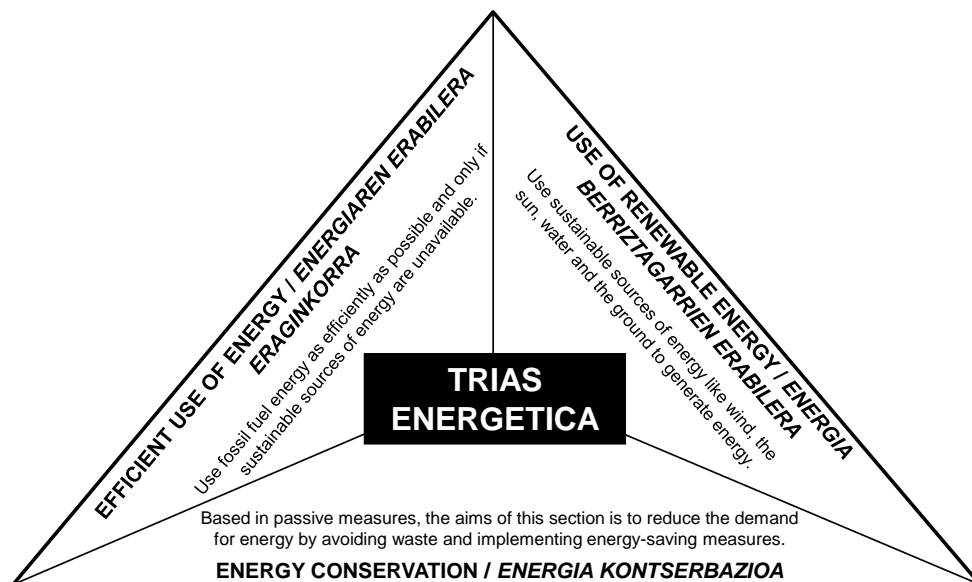 EFFICIENT USE OF ENERGY / ENERGIAREN ERABILERA
ERAGINKORRA
Use fossil fuel energy as efficiently as possible and only if
sustainable sources of energy are unavailable.
USE OF RENEWABLE ENERGY / ENERGIA
BERRIZTAGARRIEN ERABILERA
Use sustainable sources of energy like wind, the
sun, water and the ground to generate energy.
TRIAS
ENERGETICA
Based in passive measures, the aims of this section is to reduce the demand
for energy by avoiding waste and implementing energy-saving measures.
ENERGY CONSERVATION / ENERGIA KONTSERBAZIOA